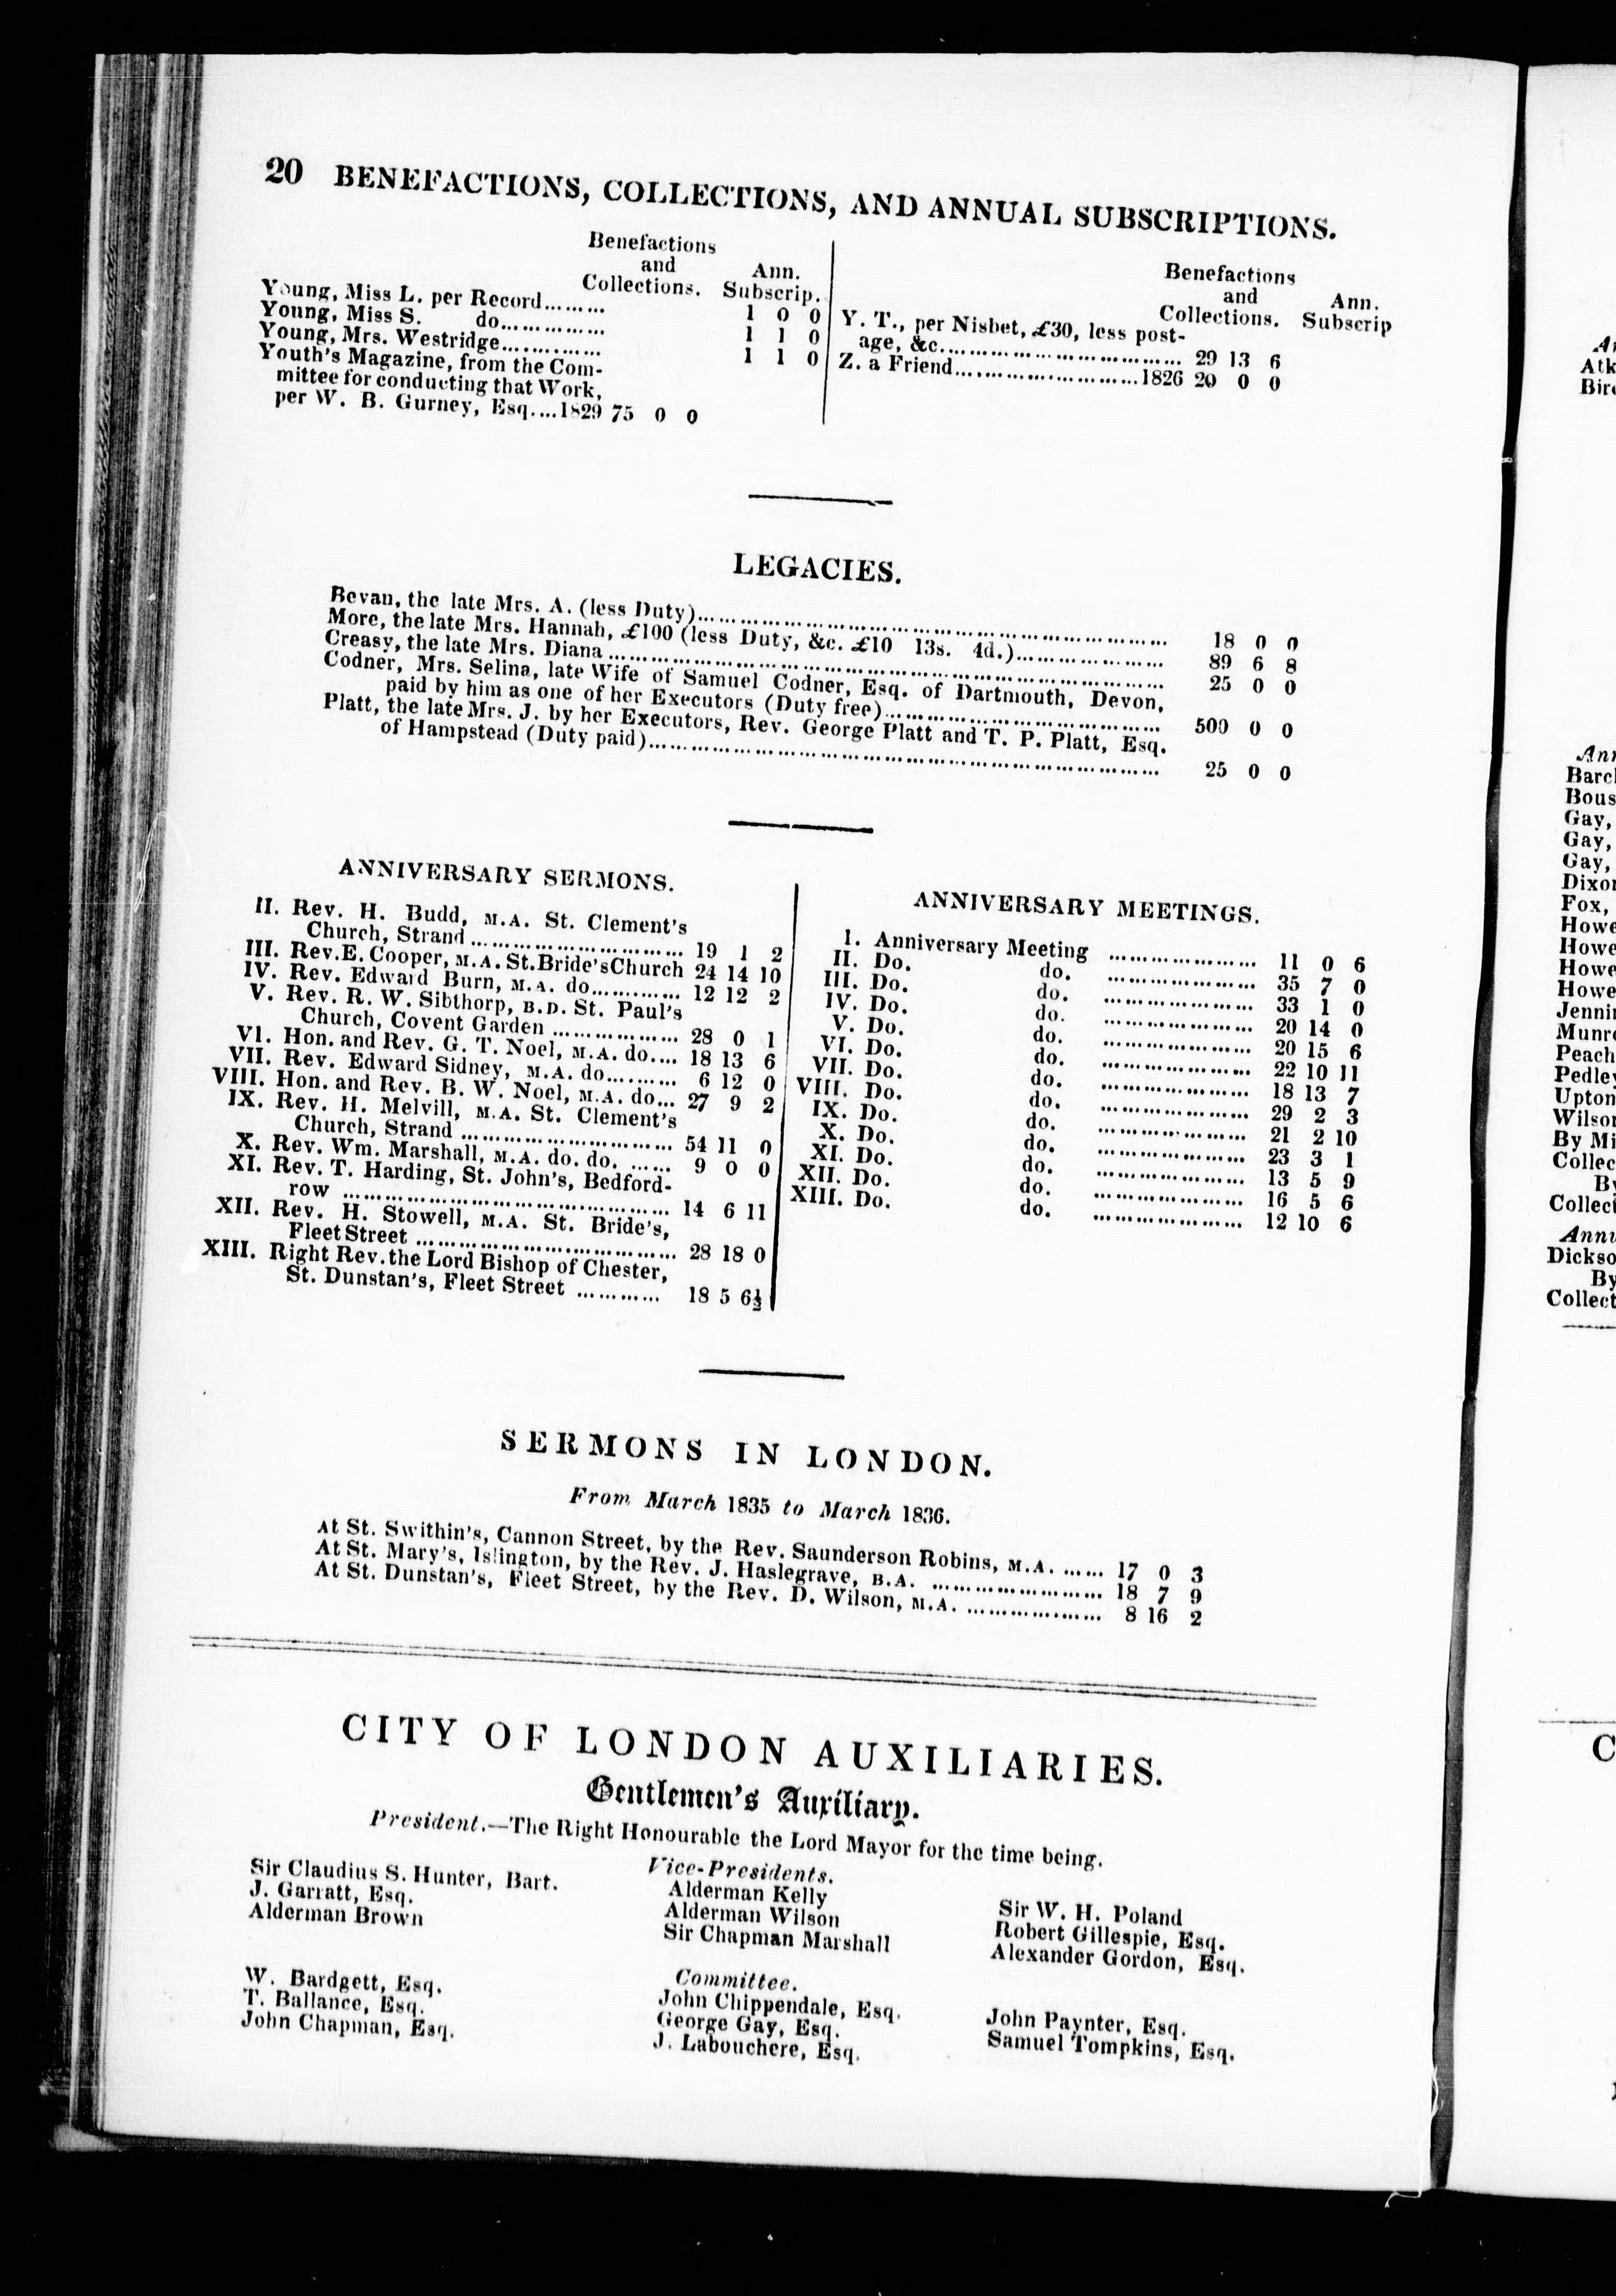 20 BENEFACTIONS, COLLECTIONS, AND ANNUAL SUBSCRIPTIONS.
Benefactions
and Ann.
Collections. Subscrip.
Young, Miss L. per Record......... 1 0 0
Young, Miss S. do............... 1 1 0
Young, Mrs. Westridge.............. 1 1 0
Youth's Magazine, from the Com-
mittee for conducting that Work,
per W. B. Gurney, Esq....1829 75 0 0
Benefactions
and Ann.
Collections. Subscrip
Y. T., per Nisbet, £30, less post-
age, &c.................................. 29 13 6
Z. a Friend..........................1826 20 0 0
LEGACIES.
Bevan, the late Mrs. A. (less Duty).................................................. 18 0 0
More, the late Mrs. Hannah, £100 (less Duty, &c. £10 13s. 4d.)..................... 89 6 8
Creasy, the late Mrs. Diana .................................................. 25 0 0
Codner, Mrs. Selina, late Wife of Samuel Codner, Esq. of Dartmouth, Devon,
paid by him as one of her Executors (Duty free)....................................... 500 0 0
Platt, the late Mrs. J. by her Executors, Rev. George Platt and T. P. Platt, Esq.
of Hampstead (Duty paid).................................................. 25 0 0
ANNIVERSARY SERMONS.
II. Rev. H. Budd, M.A. St. Clement's
Church, Strand .............................. 19 1 2
III. Rev. E. Cooper, M.A. St. Bride's Church 24 14 10
IV. Rev. Edward Burn, M.A. do............ 12 12 2
V. Rev. R. W. Sibthorp, B.D. St. Paul's
Church, Covent Garden .................. 28 0 1
VI. Hon. and Rev. G. T. Noel, M.A. do.... 18 13 6
VII. Rev. Edward Sidney, M.A. do.......... 6 12 0
VIII. Hon. and Rev. B. W. Noel, M.A. do... 27 9 2
IX. Rev. H. Melvill, M.A. St. Clement's
Church, Strand .............................. 54 11 0
X. Rev. Wm. Marshall, M.A. do. do. ...... 9 0 0
XI. Rev. T. Harding, St. John's, Bedford-
row .............................................. 14 6 11
XII. Rev. H. Stowell, M.A. St. Bride's,
Fleet Street ..................................... 28 18 0
XIII. Right Rev. the Lord Bishop of Chester,
St. Dunstan's, Fleet Street ............ 18 5 6½
ANNIVERSARY MEETINGS.
I. Anniversary Meeting ..................... 11 0 6
II. Do. do. ..................... 35 7 0
III. Do. do. ..................... 33 1 0
IV. Do. do. ..................... 20 14 0
V. Do. do. ..................... 20 15 6
VI. Do. do. ..................... 22 10 11
VII. Do. do. ..................... 18 13 7
VIII. Do. do. ..................... 29 2 3
IX. Do. do. ..................... 21 2 10
X. Do. do. ..................... 23 3 1
XI. Do. do. ..................... 13 5 9
XII. Do. do. ..................... 16 5 6
XIII. Do. do. ..................... 12 10 6
SERMONS IN LONDON.
From March 1835 to March 1836.
At St. Swithin's, Cannon Street, by the Rev. Saunderson Robins, M.A. ...... 17 0 3
At St. Mary's, Islington, by the Rev. J. Haslegrave, B.A. ........................ 18 7 9
At St. Dunstan's, Fleet Street, by the Rev. D. Wilson, M.A. ................... 8 16 2
CITY OF LONDON AUXILIARIES.
Gentlemen's Auxiliary.
President.—The Right Honourable the Lord Mayor for the time being.
Vice-Presidents.
Sir Claudius S. Hunter, Bart. Alderman Kelly Sir W. H. Poland
J. Garratt, Esq. Alderman Wilson Robert Gillespie, Esq.
Alderman Brown Sir Chapman Marshall Alexander Gordon, Esq.
Committee.
W. Bardgett, Esq. John Chippendale, Esq. John Paynter, Esq.
T. Ballance, Esq. George Gay, Esq. Samuel Tompkins, Esq.
John Chapman, Esq. J. Labouchere, Esq.
Atk
Gay,
Gay,
Gay,
Fox,
By Mi
Annu
By